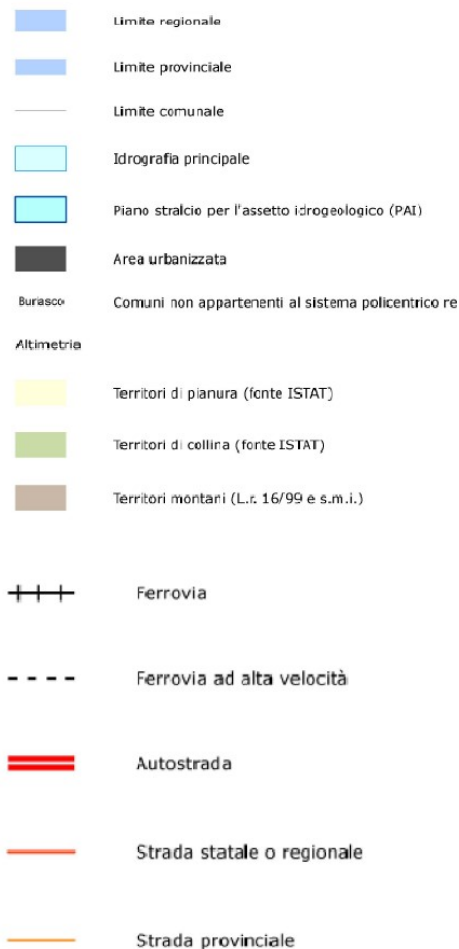 Limite regionale
Limite provinciale
Limite comunale
Idrografia principale
Piano stralcio per l'assetto idrogeologico (PAI)
Area urbanizzata
Buriasco Comuni non appartenenti al sistema policentrico re
Altimetria
Territori di pianura (fonte ISTAT)
Territori di collina (fonte ISTAT)
Territori montani (L.r. 16/99 e s.m.i.)
Ferrovia
Ferrovia ad alta velocità
Autostrada
Strada statale o regionale
Strada provinciale